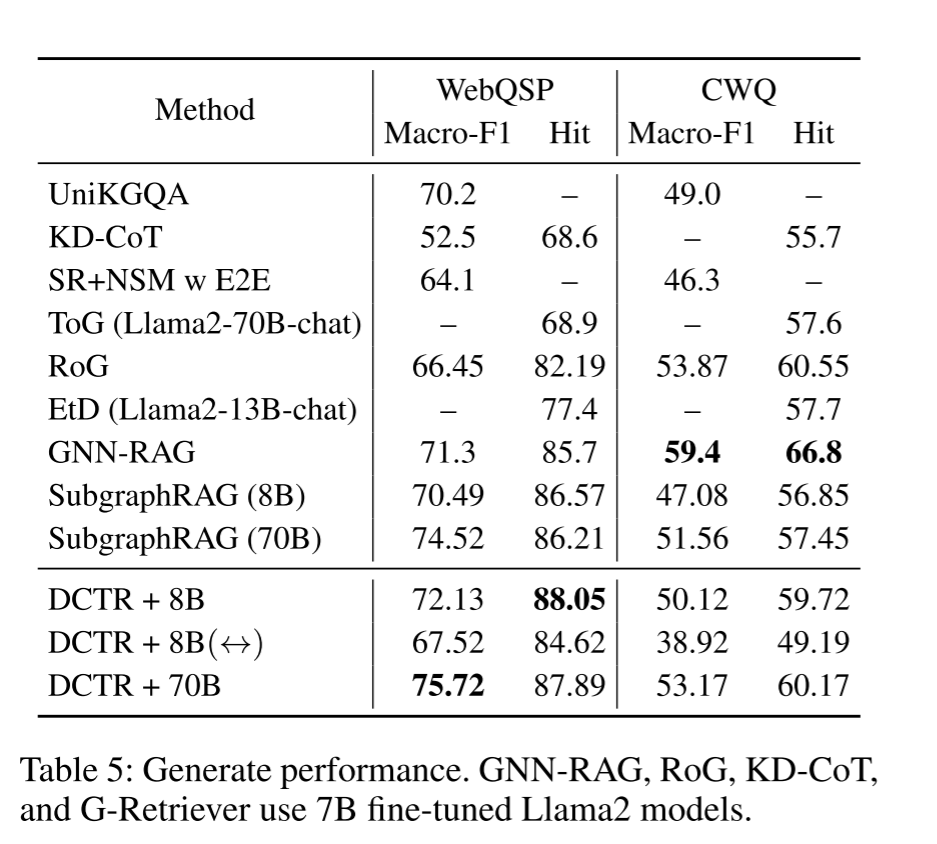 Method WebQSP CWQ
Macro-F1 Hit Macro-F1 Hit
UniKGQA 70.2 – 49.0 –
KD-CoT 52.5 68.6 – 55.7
SR+NSM w E2E 64.1 – 46.3 –
ToG (Llama2-70B-chat) – 68.9 – 57.6
RoG 66.45 82.19 53.87 60.55
EtD (Llama2-13B-chat) – 77.4 – 57.7
GNN-RAG 71.3 85.7 59.4 66.8
SubgraphRAG (8B) 70.49 86.57 47.08 56.85
SubgraphRAG (70B) 74.52 86.21 51.56 57.45
DCTR + 8B 72.13 88.05 50.12 59.72
DCTR + 8B(↔) 67.52 84.62 38.92 49.19
DCTR + 70B 75.72 87.89 53.17 60.17
Table 5: Generate performance. GNN-RAG, RoG, KD-CoT,
and G-Retriever use 7B fine-tuned Llama2 models.